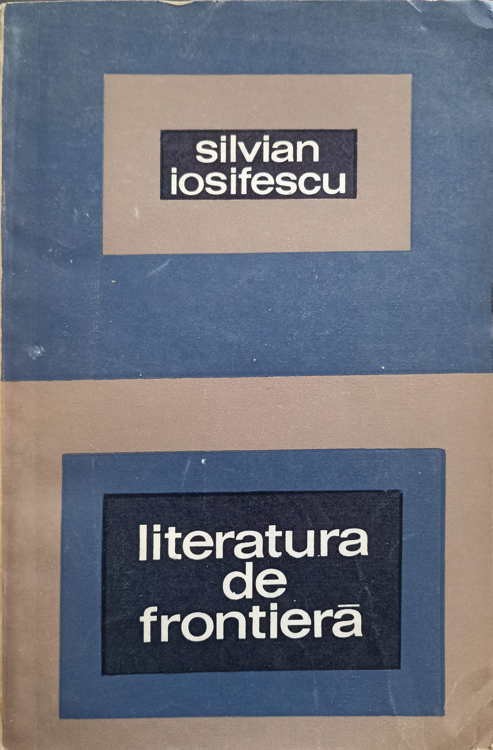 silvian
iosifescu
literatura
de
frontieră